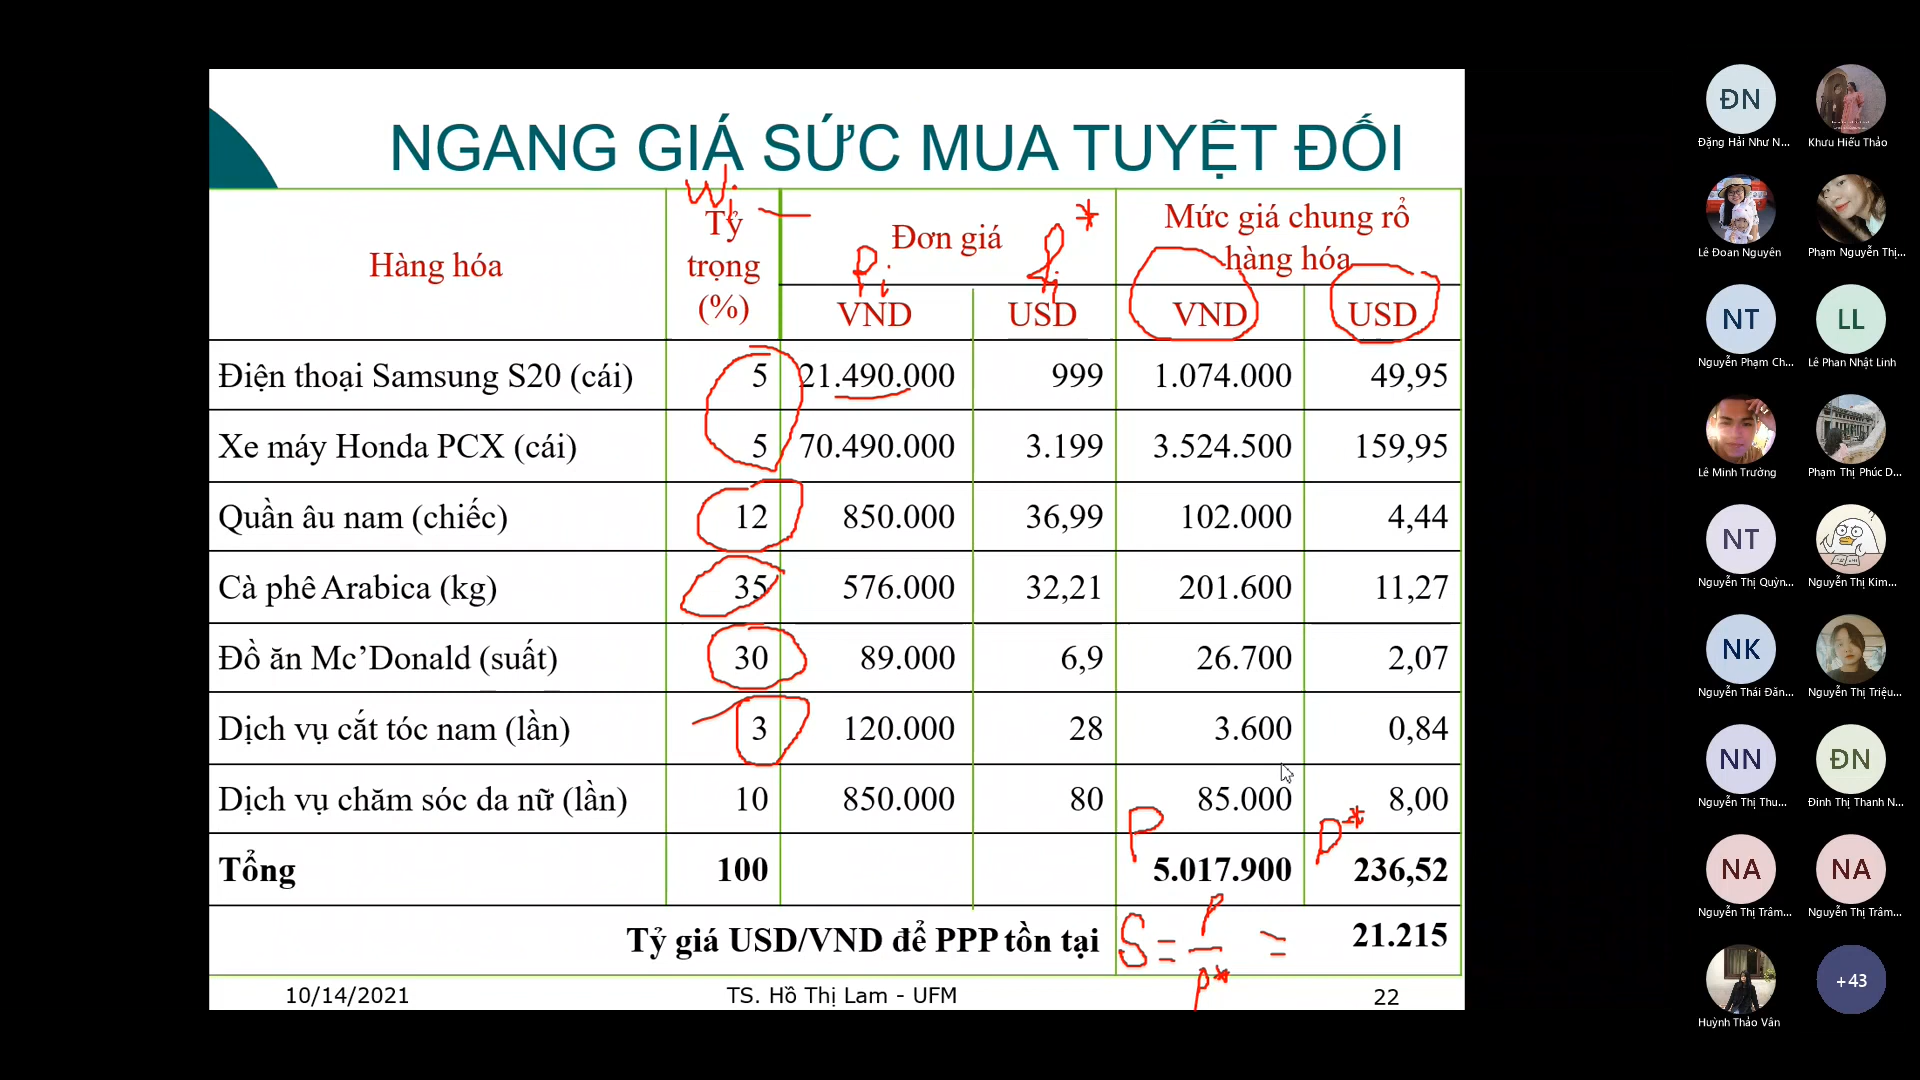 NGANG GIÁ SỨC MUA TUYỆT ĐỐI
Hàng hóa
Tỷ trọng (%)
Đơn giá
Mức giá chung rổ hàng hóa
VND USD VND USD
Wi
Pi
Pi*
Điện thoại Samsung S20 (cái) 5 21.490.000 999 1.074.000 49,95
Xe máy Honda PCX (cái) 5 70.490.000 3.199 3.524.500 159,95
Quần âu nam (chiếc) 12 850.000 36,99 102.000 4,44
Cà phê Arabica (kg) 35 576.000 32,21 201.600 11,27
Đồ ăn Mc’Donald (suất) 30 89.000 6,9 26.700 2,07
Dịch vụ cắt tóc nam (lần) 3 120.000 28 3.600 0,84
Dịch vụ chăm sóc da nữ (lần) 10 850.000 80 85.000 8,00
P P*
Tổng 100 5.017.900 236,52
Tỷ giá USD/VND để PPP tồn tại S = P/P* = 21.215
10/14/2021 TS. Hồ Thị Lam - UFM 22
ĐN
Đặng Hải Như N... Khưu Hiếu Thảo
Lê Đoan Nguyên Phạm Nguyễn Thị...
NT LL
Nguyễn Phạm Ch... Lê Phan Nhật Linh
Lê Minh Trường Phạm Thị Phúc D...
NT
Nguyễn Thị Quỳn... Nguyễn Thị Kim...
NK
Nguyễn Thái Đăn... Nguyễn Thị Triệu...
NN ĐN
Nguyễn Thị Thu... Đinh Thị Thanh N...
NA NA
Nguyễn Thị Trâm... Nguyễn Thị Trâm...
+43
Huỳnh Thảo Vân